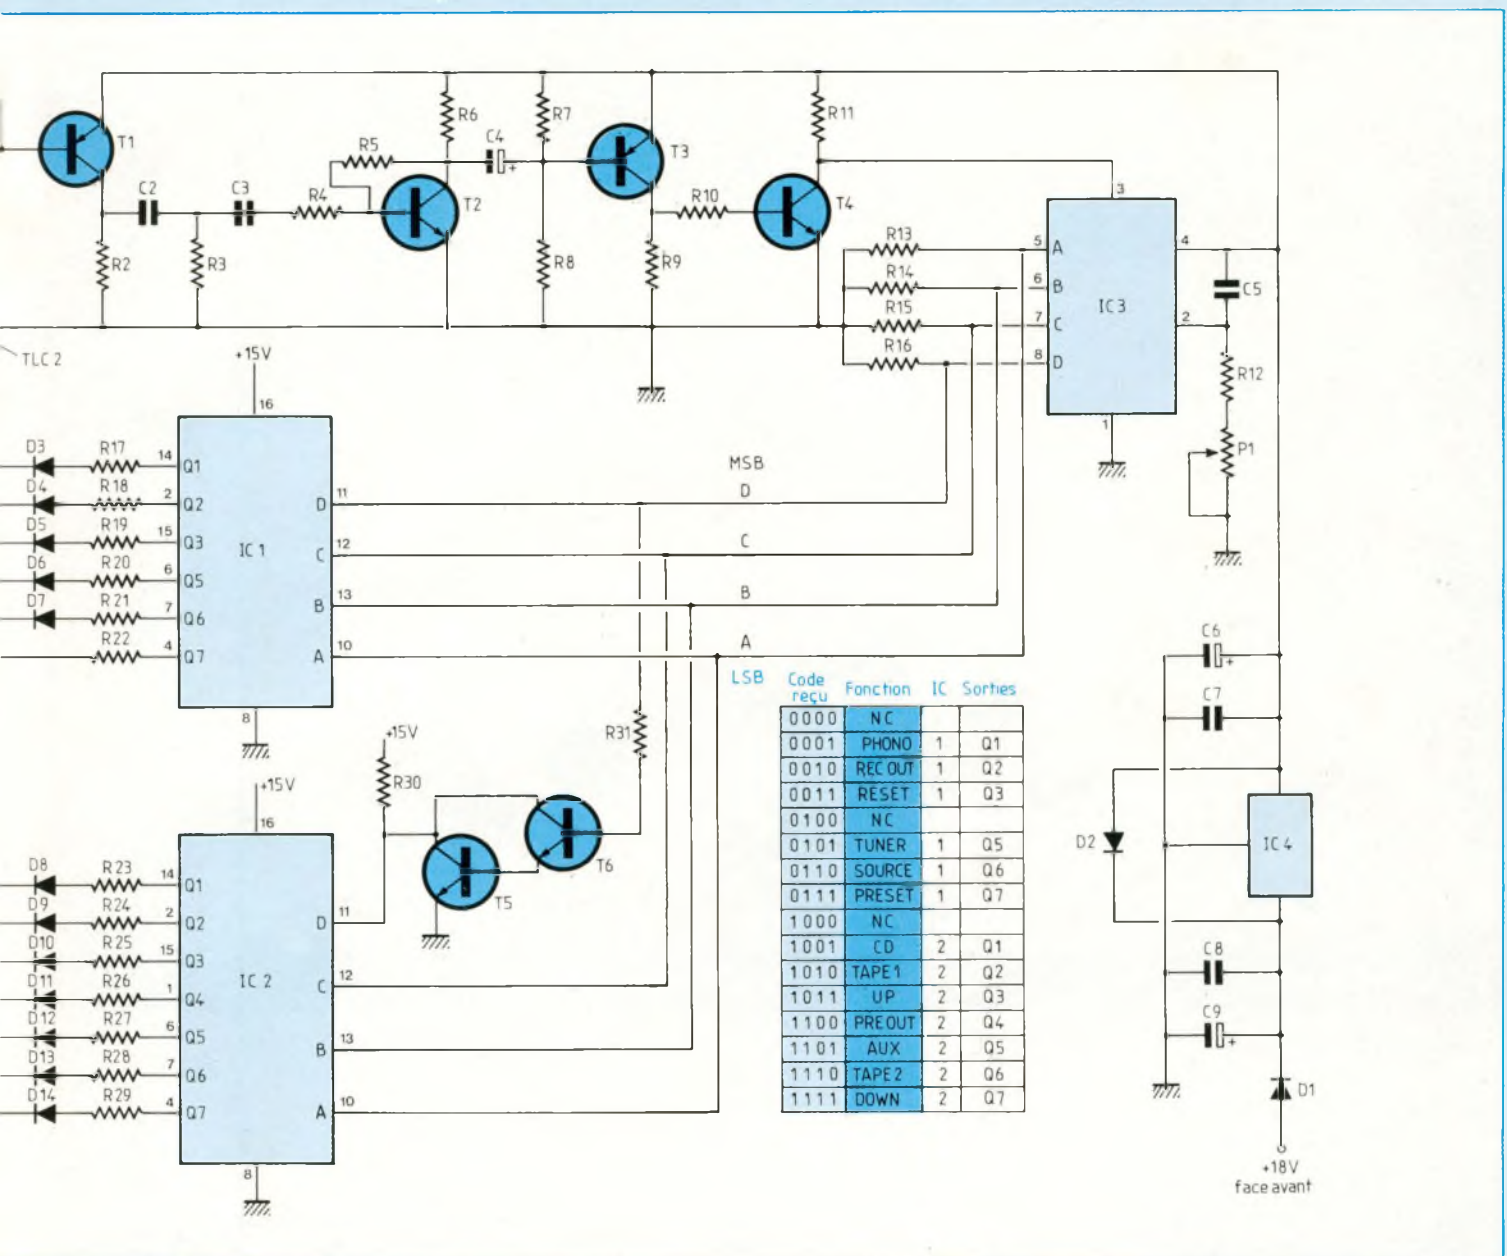 T1
C2
C3
R2
R3
R4
R5
R6
T2
C4
R7
R8
T3
R9
R10
R11
T4
R13
R14
R15
R16
3
5 A
6 B
7 C
8 D
IC 3
4
2
1
C5
R12
P1
TLC 2
+15V
16
D3 R17 14 Q1
D4 R18 2 Q2
D5 R19 15 Q3
D6 R20 6 Q5
D7 R21 7 Q6
R22 4 Q7
IC 1
D 11
C 12
B 13
A 10
8
MSB
D
C
B
A
LSB
+15V
16
D8 R23 14 Q1
D9 R24 2 Q2
D10 R25 15 Q3
D11 R26 1 Q4
D12 R27 6 Q5
D13 R28 7 Q6
D14 R29 4 Q7
IC 2
D 11
C 12
B 13
A 10
8
+15V
R30
R31
T5
T6
Code reçu Fonction IC Sorties
0000 NC
0001 PHONO 1 Q1
0010 REC OUT 1 Q2
0011 RESET 1 Q3
0100 NC
0101 TUNER 1 Q5
0110 SOURCE 1 Q6
0111 PRESET 1 Q7
1000 NC
1001 CD 2 Q1
1010 TAPE1 2 Q2
1011 UP 2 Q3
1100 PREOUT 2 Q4
1101 AUX 2 Q5
1110 TAPE2 2 Q6
1111 DOWN 2 Q7
C6
+
C7
D2
IC 4
C8
C9
+
D1
+18V
face avant